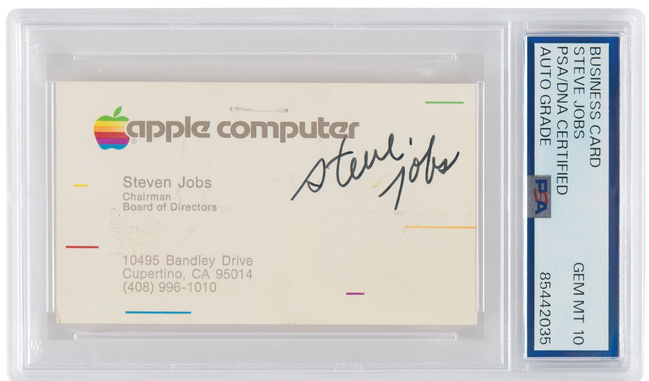 apple computer
steve jobs
Steven Jobs
Chairman
Board of Directors
10495 Bandley Drive
Cupertino, CA 95014
(408) 996-1010
BUSINESS CARD
STEVE JOBS
PSA/DNA CERTIFIED
AUTO GRADE
GEM MT 10
85442035
PSA